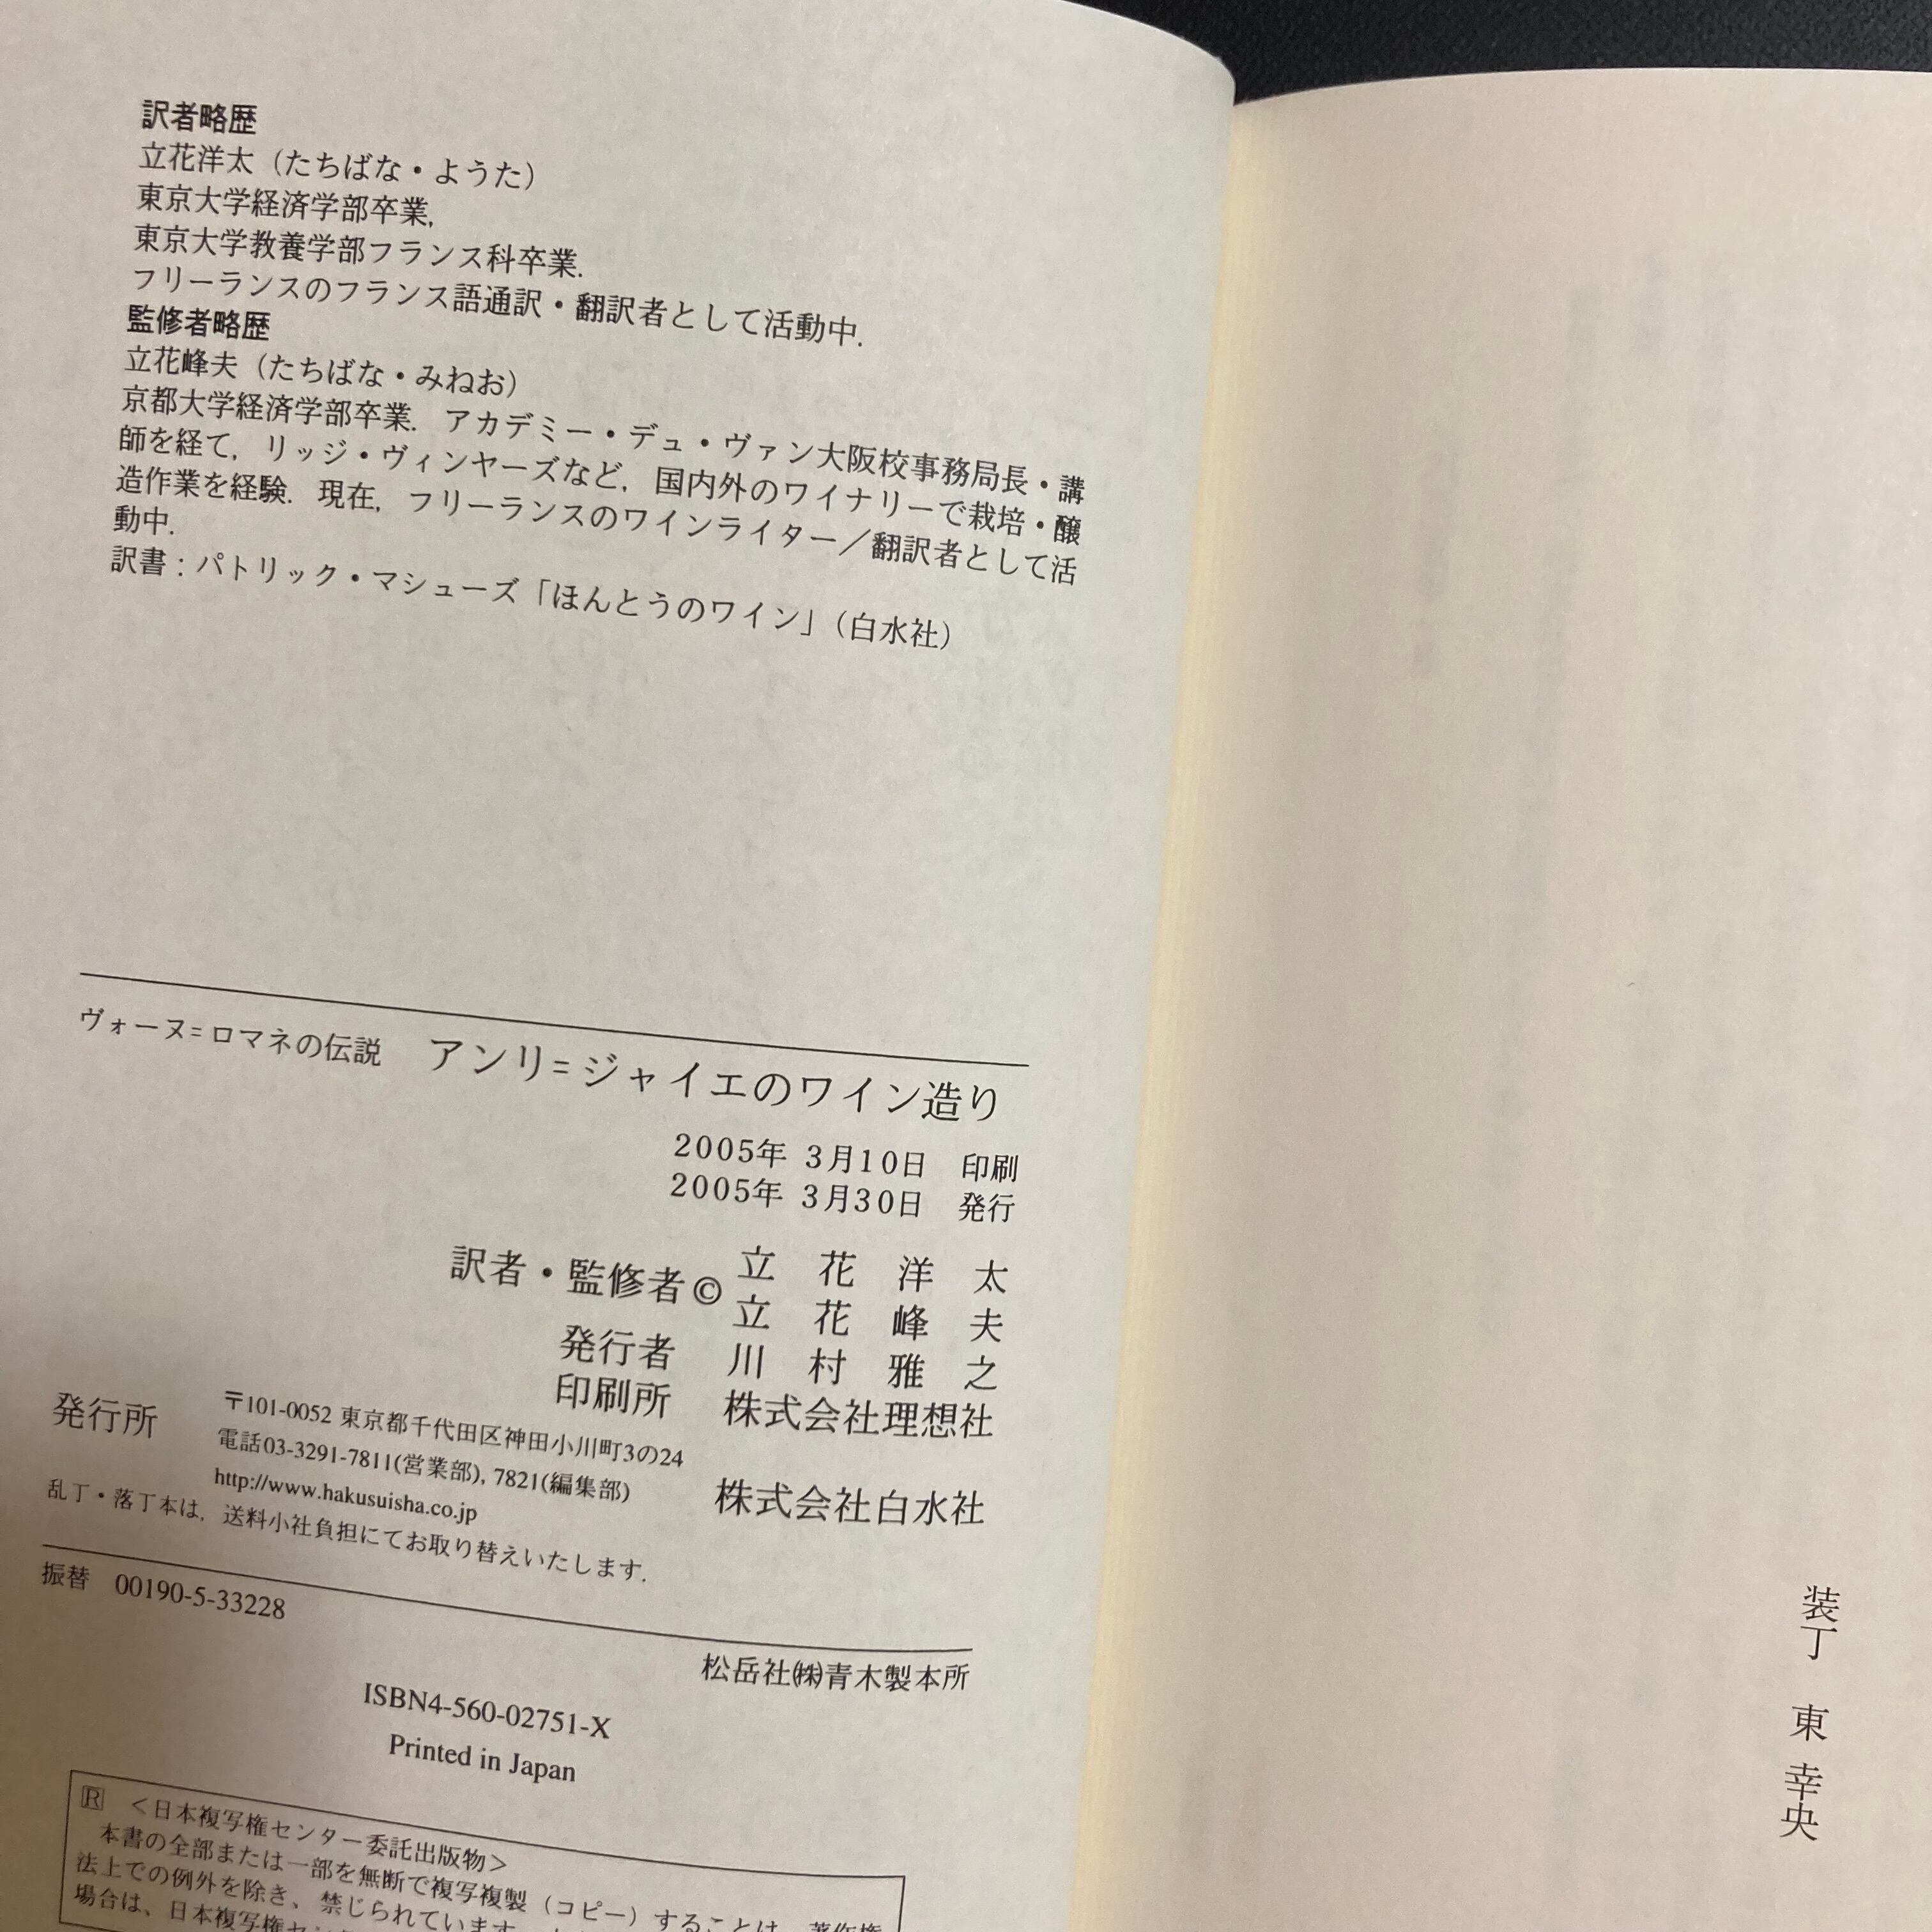 訳者略歴
立花洋太（たちばな・ようた）
東京大学経済学部卒業，
東京大学教養学部フランス科卒業．
フリーランスのフランス語通訳・翻訳者として活動中．
監修者略歴
立花峰夫（たちばな・みねお）
京都大学経済学部卒業．アカデミー・デュ・ヴァン大阪校事務局長・講
師を経て，リッジ・ヴィンヤーズなど，国内外のワイナリーで栽培・醸
造作業を経験．現在，フリーランスのワインライター／翻訳者として活
動中．
訳書：パトリック・マシューズ「ほんとうのワイン」（白水社）
ヴォーヌ=ロマネの伝説　アンリ=ジャイエのワイン造り
2005年 3月10日　印刷
2005年 3月30日　発行
訳者・監修者 © 立花洋太
立花峰夫
発行者　川村雅之
印刷所　株式会社理想社
発行所　〒101-0052 東京都千代田区神田小川町3の24
電話03-3291-7811(営業部), 7821(編集部)
http://www.hakusuisha.co.jp
株式会社白水社
乱丁・落丁本は，送料小社負担にてお取り替えいたします．
振替　00190-5-33228
松岳社㈱青木製本所
ISBN4-560-02751-X
Printed in Japan
R　＜日本複写権センター委託出版物＞
本書の全部または一部を無断で複写複製（コピー）することは、著作権
法上での例外を除き、禁じられています。
場合は、日本複写権セン
装丁　東 幸央